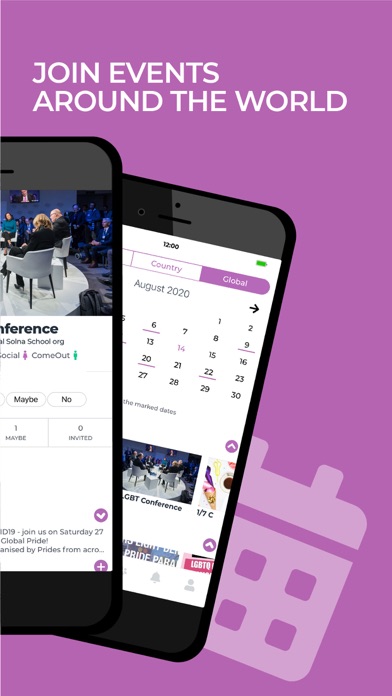 JOIN EVENTS
AROUND THE WORLD
nference
al Solna School org
Social ComeOut
Maybe No
1 0
MAYBE INVITED
ID19 - join us on Saturday 27
Global Pride!
anised by Prides from acro...
12:00
Country Global
August 2020
1 2
6 7 8 9
13 14 15 16
20 21 22 23
27 28 29 30
the marked dates
LGBT Conference
1/7 C
PRIDE PARA
LGBTQ